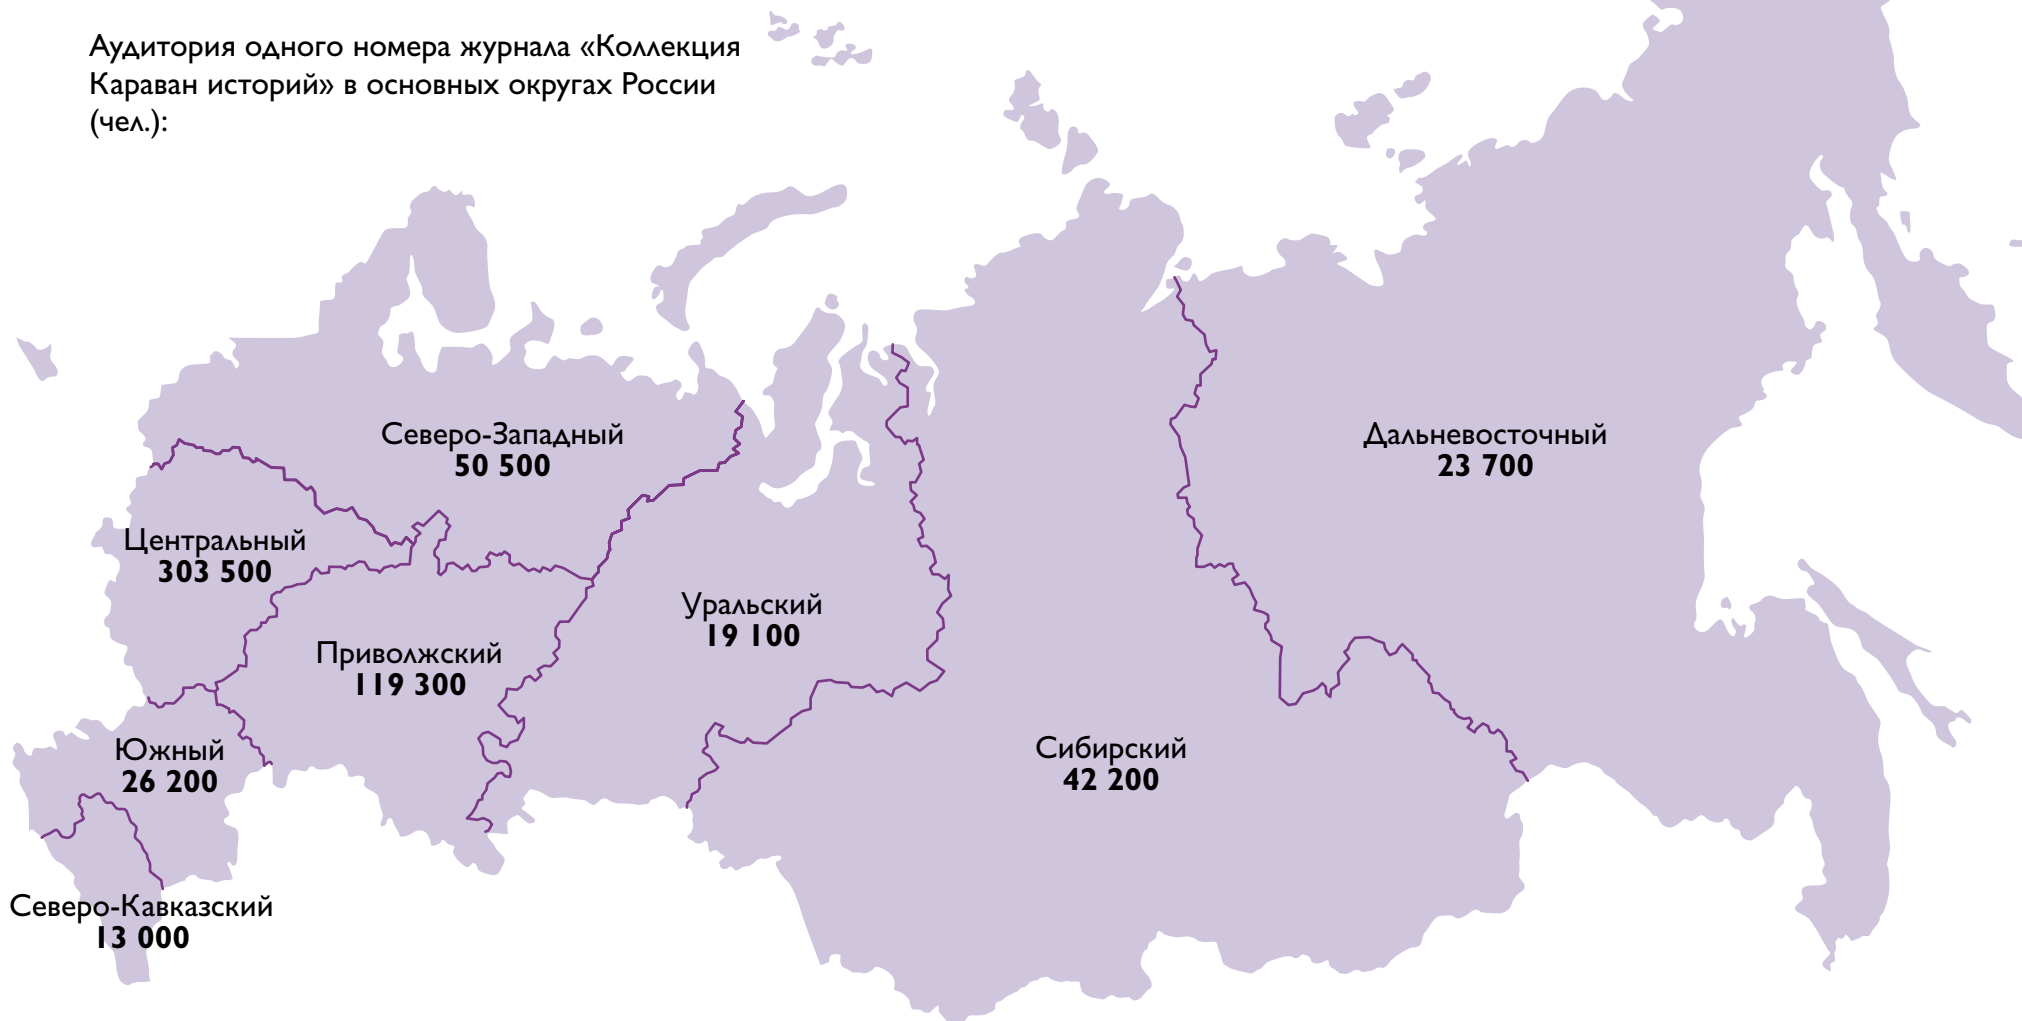 Аудитория одного номера журнала «Коллекция
Караван историй» в основных округах России
(чел.):
Северо-Западный
50 500
Дальневосточный
23 700
Центральный
303 500
Уральский
19 100
Приволжский
119 300
Южный
26 200
Сибирский
42 200
Северо-Кавказский
13 000